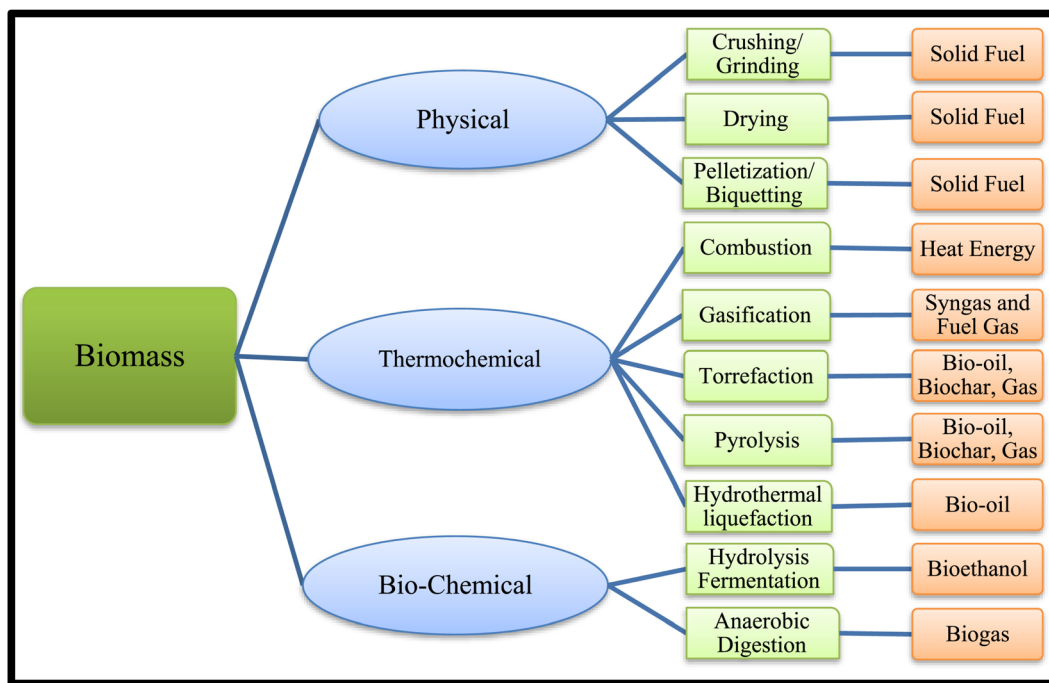 Biomass
Physical
Crushing/
Grinding
Solid Fuel
Drying
Solid Fuel
Pelletization/
Biquetting
Solid Fuel
Thermochemical
Combustion
Heat Energy
Gasification
Syngas and
Fuel Gas
Torrefaction
Bio-oil,
Biochar, Gas
Pyrolysis
Bio-oil,
Biochar, Gas
Hydrothermal
liquefaction
Bio-oil
Bio-Chemical
Hydrolysis
Fermentation
Bioethanol
Anaerobic
Digestion
Biogas